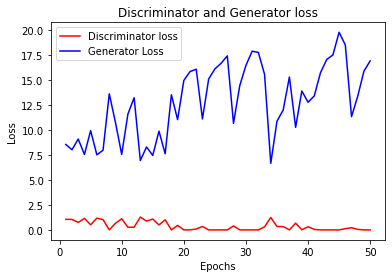 Discriminator and Generator loss
Discriminator loss
Generator Loss
20.0
17.5
15.0
12.5
10.0
7.5
5.0
2.5
0.0
Loss
0 10 20 30 40 50
Epochs